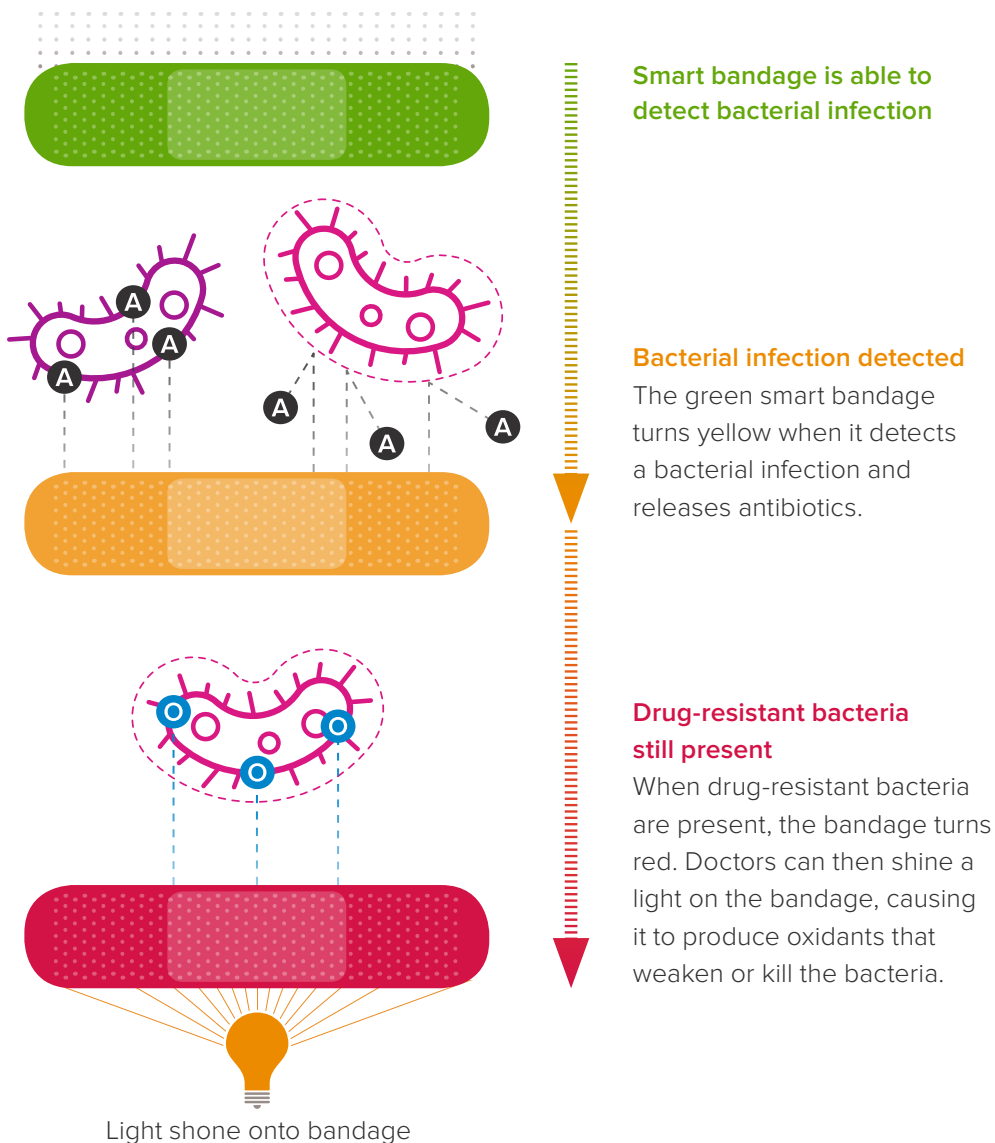 Smart bandage is able to
detect bacterial infection
A
A
A
A
A
A
Bacterial infection detected
The green smart bandage
turns yellow when it detects
a bacterial infection and
releases antibiotics.
O
O
O
Drug-resistant bacteria
still present
When drug-resistant bacteria
are present, the bandage turns
red. Doctors can then shine a
light on the bandage, causing
it to produce oxidants that
weaken or kill the bacteria.
Light shone onto bandage